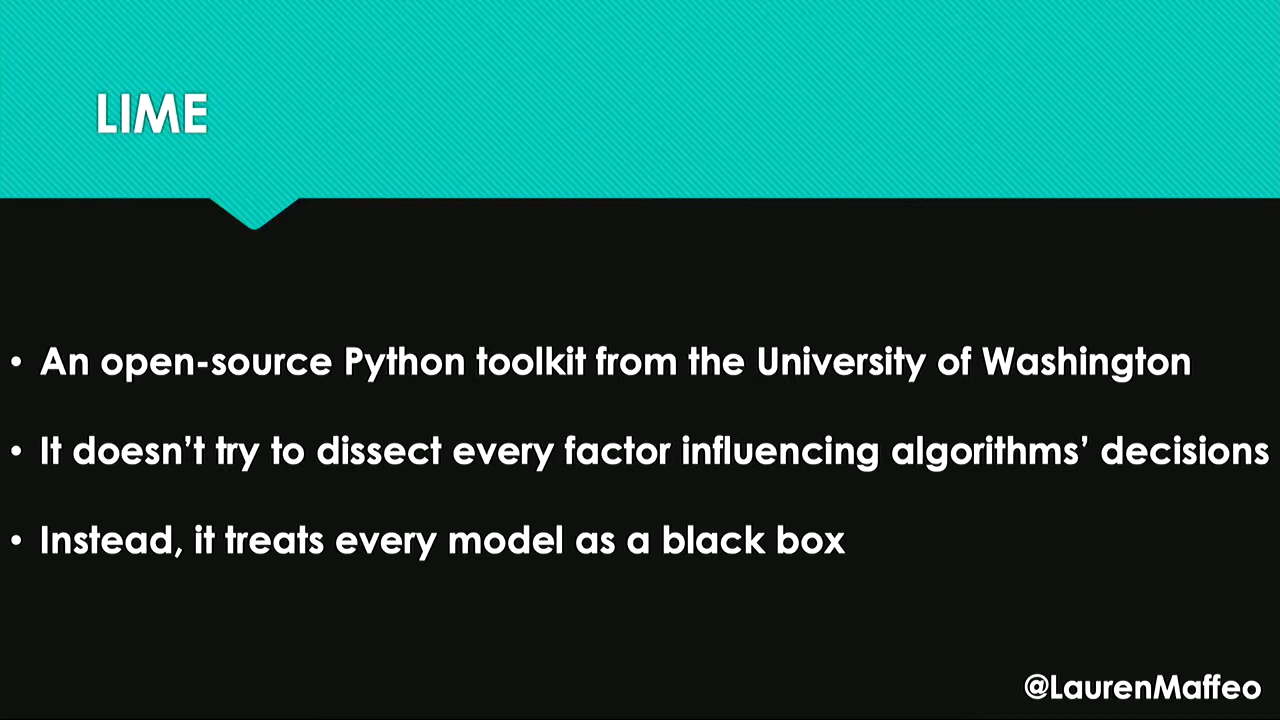 LIME
• An open-source Python toolkit from the University of Washington
• It doesn’t try to dissect every factor influencing algorithms’ decisions
• Instead, it treats every model as a black box
@LaurenMaffeo